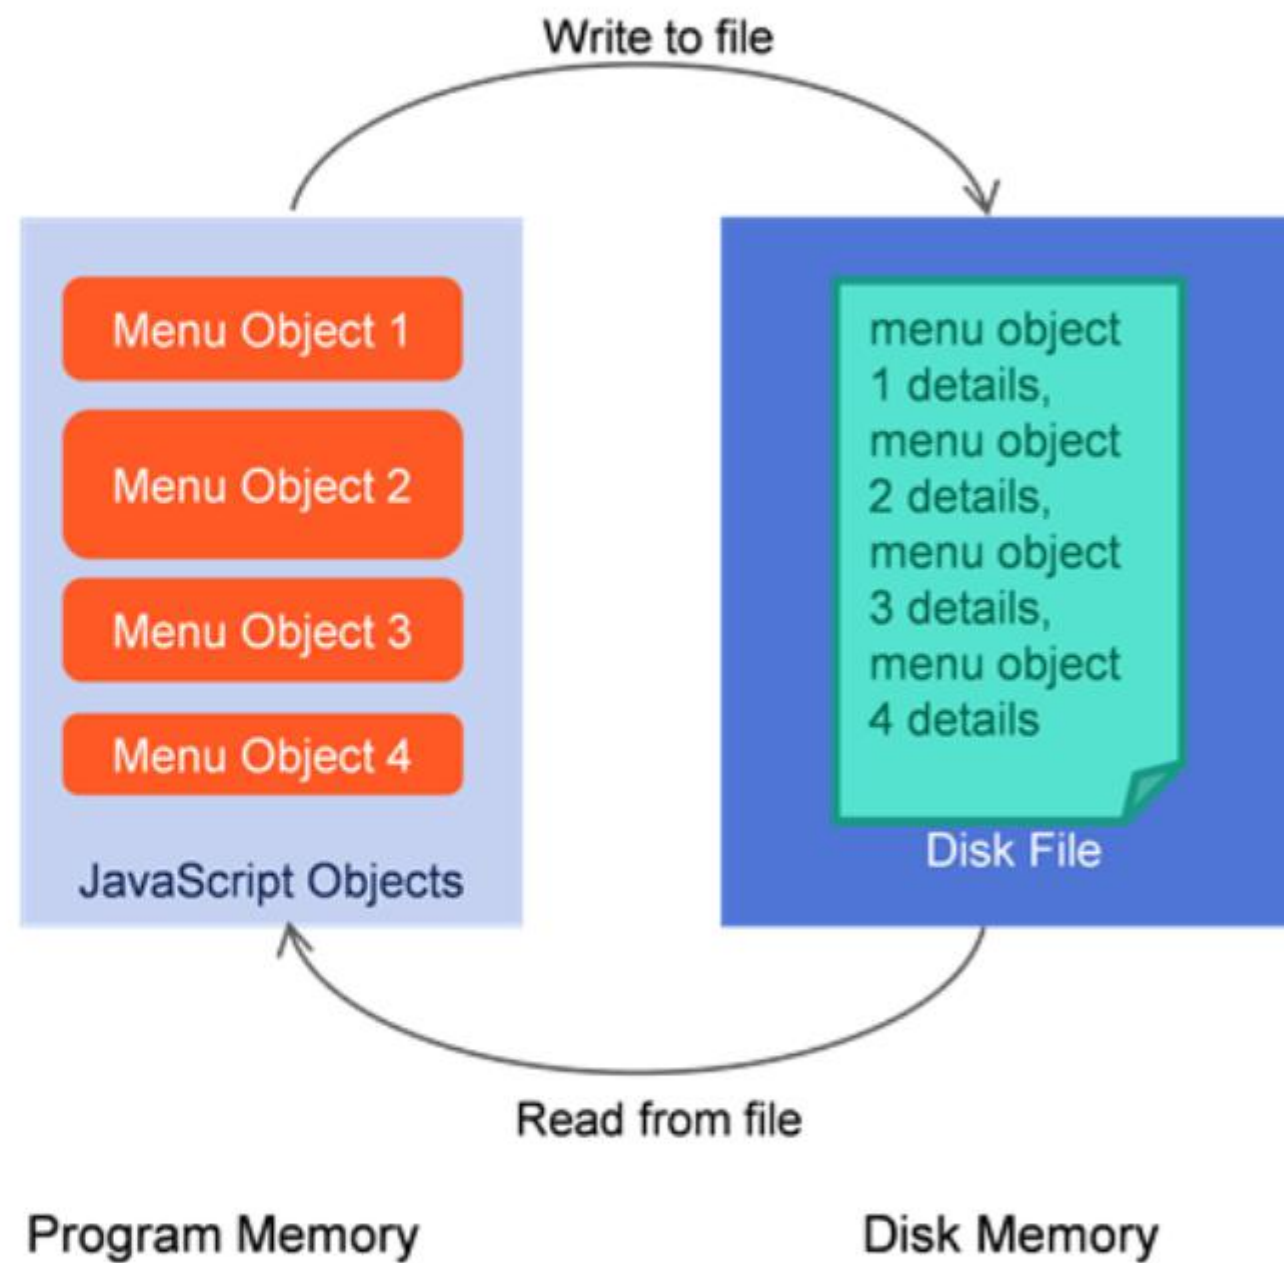 Write to file
Menu Object 1
Menu Object 2
Menu Object 3
Menu Object 4
JavaScript Objects
menu object
1 details,
menu object
2 details,
menu object
3 details,
menu object
4 details
Disk File
Read from file
Program Memory
Disk Memory